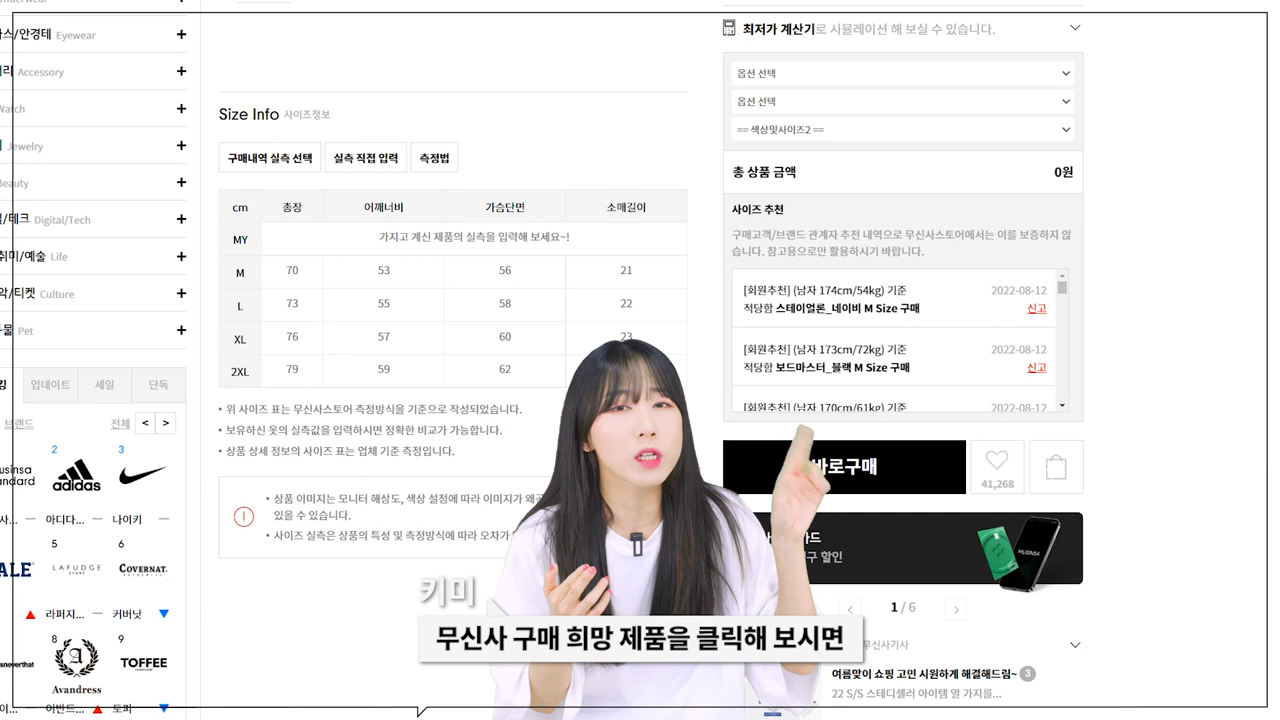 스/안경테 Eyewear +
리 Accessory +
Watch +
Jewelry +
Beauty +
/테크 Digital/Tech +
취미/예술 Life +
악/티켓 Culture +
Pet +
업데이트 세일 단독
브랜드 전체 < >
2 3
usinsa
andard
adidas
사... 아디다... 나이키
5 6
ALE LAFUDGE STORE COVERNAT. AUTHENTIC
라퍼지... 커버낫
8 9
sneverthat A Avandress TOFFEE
이... 어반드... 토피
Size Info 사이즈정보
구매내역 실측 선택 실측 직접 입력 측정법
cm 총장 어깨너비 가슴단면 소매길이
MY 가지고 계신 제품의 실측을 입력해 보세요~!
M 70 53 56 21
L 73 55 58 22
XL 76 57 60 23
2XL 79 59 62
• 위 사이즈 표는 무신사스토어 측정방식을 기준으로 작성되었습니다.
• 보유하신 옷의 실측값을 입력하시면 정확한 비교가 가능합니다.
• 상품 상세 정보의 사이즈 표는 업체 기준 측정입니다.
• 상품 이미지는 모니터 해상도, 색상 설정에 따라 이미지가 왜곡
있을 수 있습니다.
• 사이즈 실측은 상품의 특성 및 측정방식에 따라 오차가
최저가 계산기로 시뮬레이션 해 보실 수 있습니다.
옵션 선택
옵션 선택
== 색상및사이즈2 ==
총 상품 금액 0원
사이즈 추천
구매고객/브랜드 관계자 추천 내역으로 무신사스토어에서는 이를 보증하지 않
습니다. 참고용으로만 활용하시기 바랍니다.
[회원추천] (남자 174cm/54kg) 기준 2022-08-12
적당함 스테이얼론_네이비 M Size 구매 신고
[회원추천] (남자 173cm/72kg) 기준 2022-08-12
적당함 보드마스터_블랙 M Size 구매 신고
[회원추천] (남자 170cm/61kg) 기준 2022-08-12
바로구매
41,268
카드
구 할인
MUSINSA
< 1 / 6 >
무신사기사
여름맞이 쇼핑 고민 시원하게 해결해드림~ 3
22 S/S 스테디셀러 아이템 열 가지를...
키미
무신사 구매 희망 제품을 클릭해 보시면